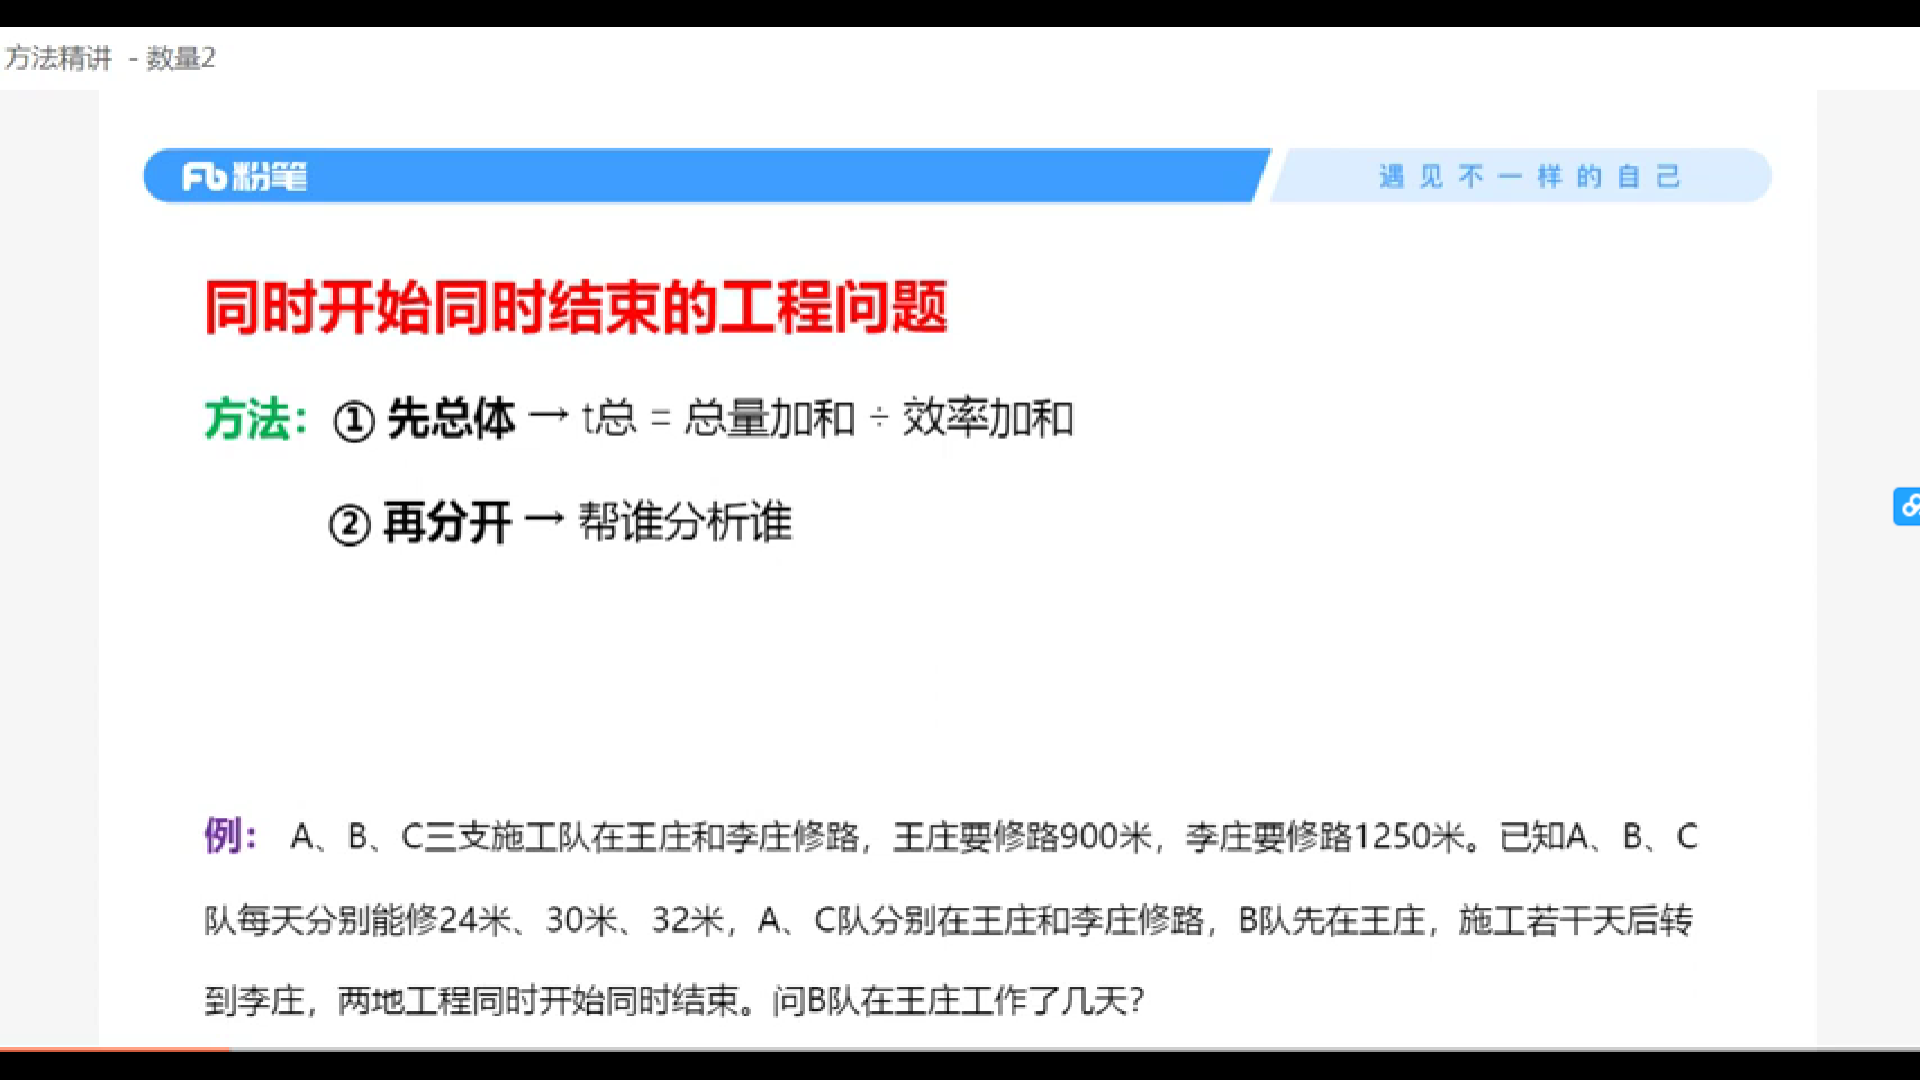 方法精讲 - 数量2
粉笔
遇见不一样的自己
同时开始同时结束的工程问题
方法：① 先总体 → t总 = 总量加和 ÷ 效率加和
② 再分开 → 帮谁分析谁
例： A、B、C三支施工队在王庄和李庄修路，王庄要修路900米，李庄要修路1250米。已知A、B、C
队每天分别能修24米、30米、32米，A、C队分别在王庄和李庄修路，B队先在王庄，施工若干天后转
到李庄，两地工程同时开始同时结束。问B队在王庄工作了几天？